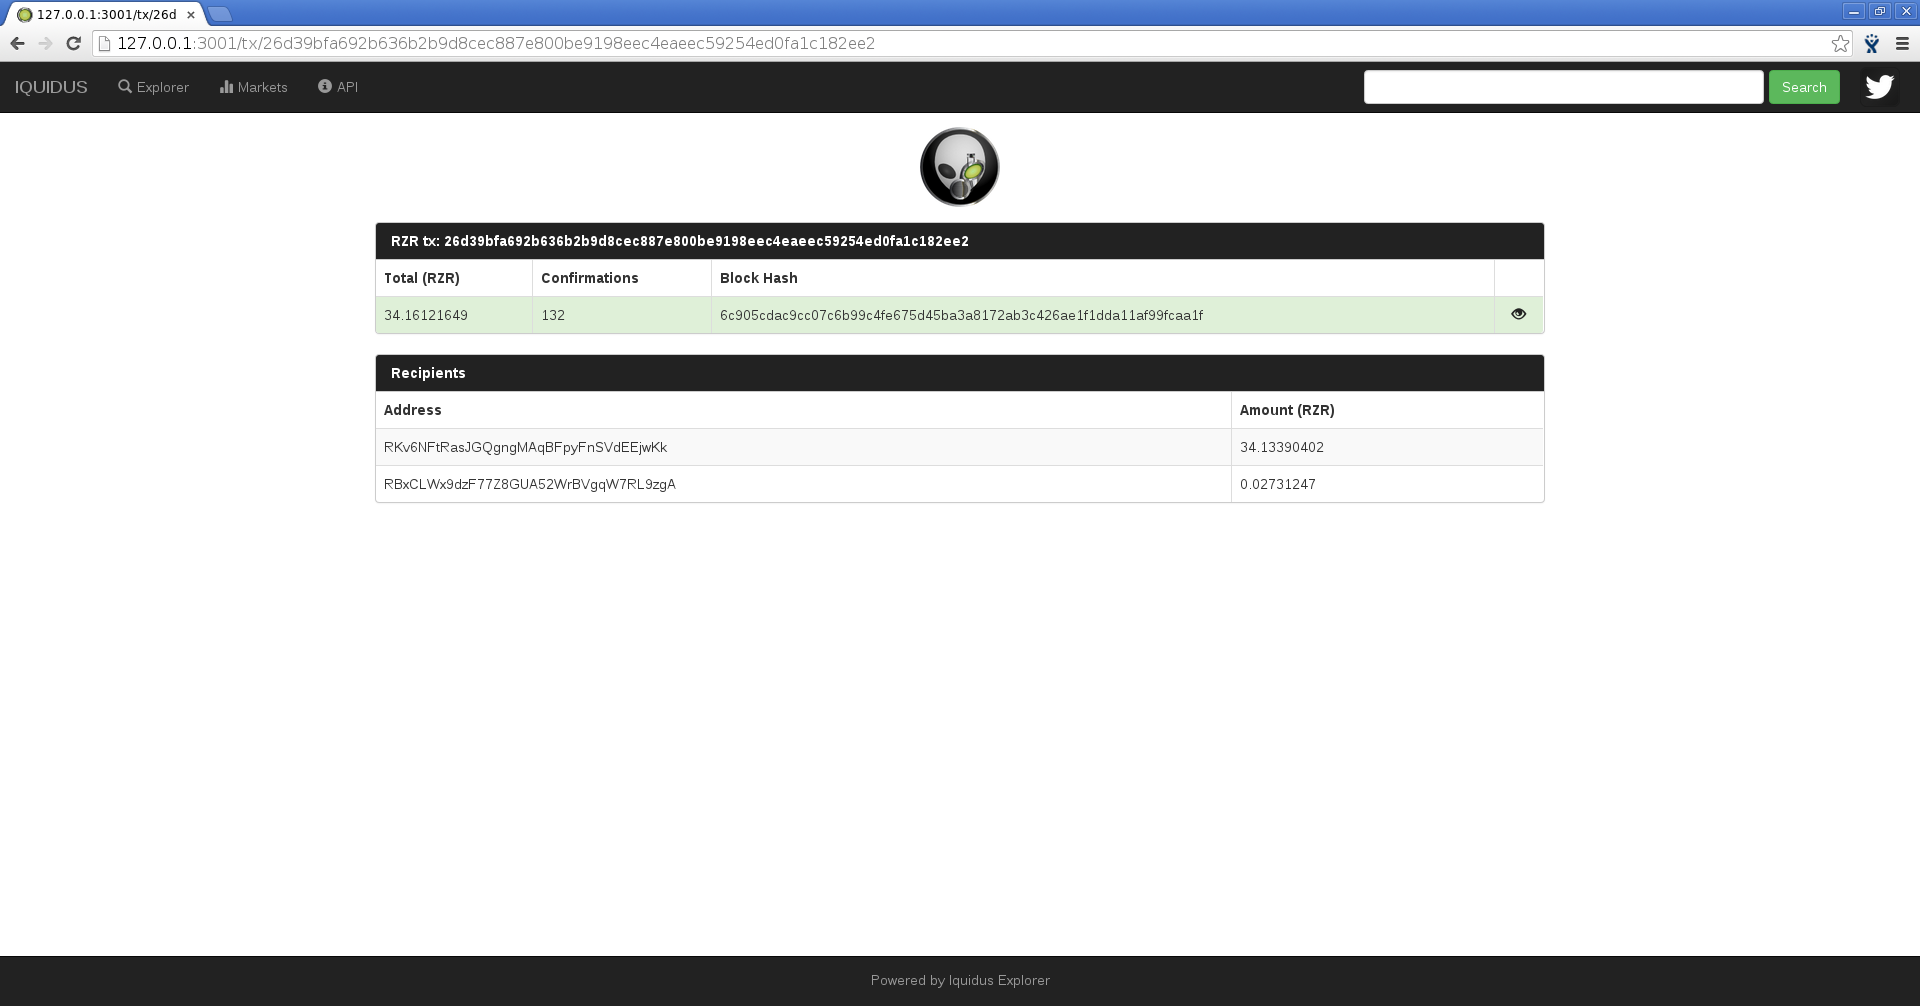 127.0.0.1:3001/tx/26d
127.0.0.1:3001/tx/26d39bfa692b636b2b9d8cec887e800be9198eec4eaeec59254ed0fa1c182ee2
IQUIDUS Explorer Markets API Search
RZR tx: 26d39bfa692b636b2b9d8cec887e800be9198eec4eaeec59254ed0fa1c182ee2
Total (RZR) Confirmations Block Hash
34.16121649 132 6c905cdac9cc07c6b99c4fe675d45ba3a8172ab3c426ae1f1dda11af99fcaa1f
Recipients
Address Amount (RZR)
RKv6NFtRasJGQgngMAqBFpyFnSVdEEjwKk 34.13390402
RBxCLWx9dzF77Z8GUA52WrBVgqW7RL9zgA 0.02731247
Powered by Iquidus Explorer